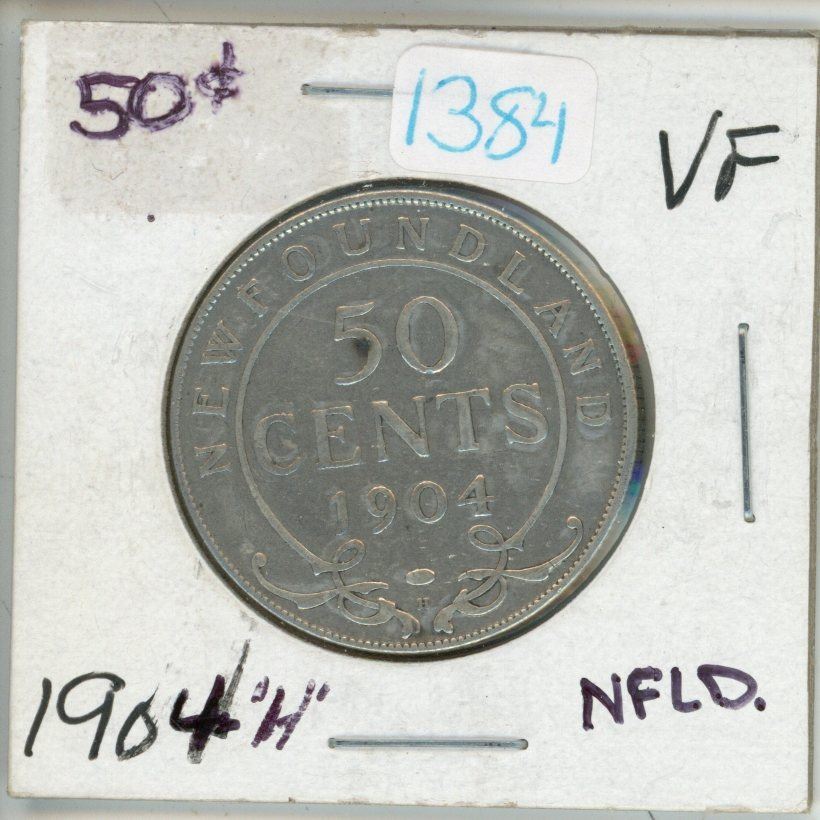 50¢
1384
VF
NEWFOUNDLAND
50
CENTS
1904
H
1904 'H'
NFLD.